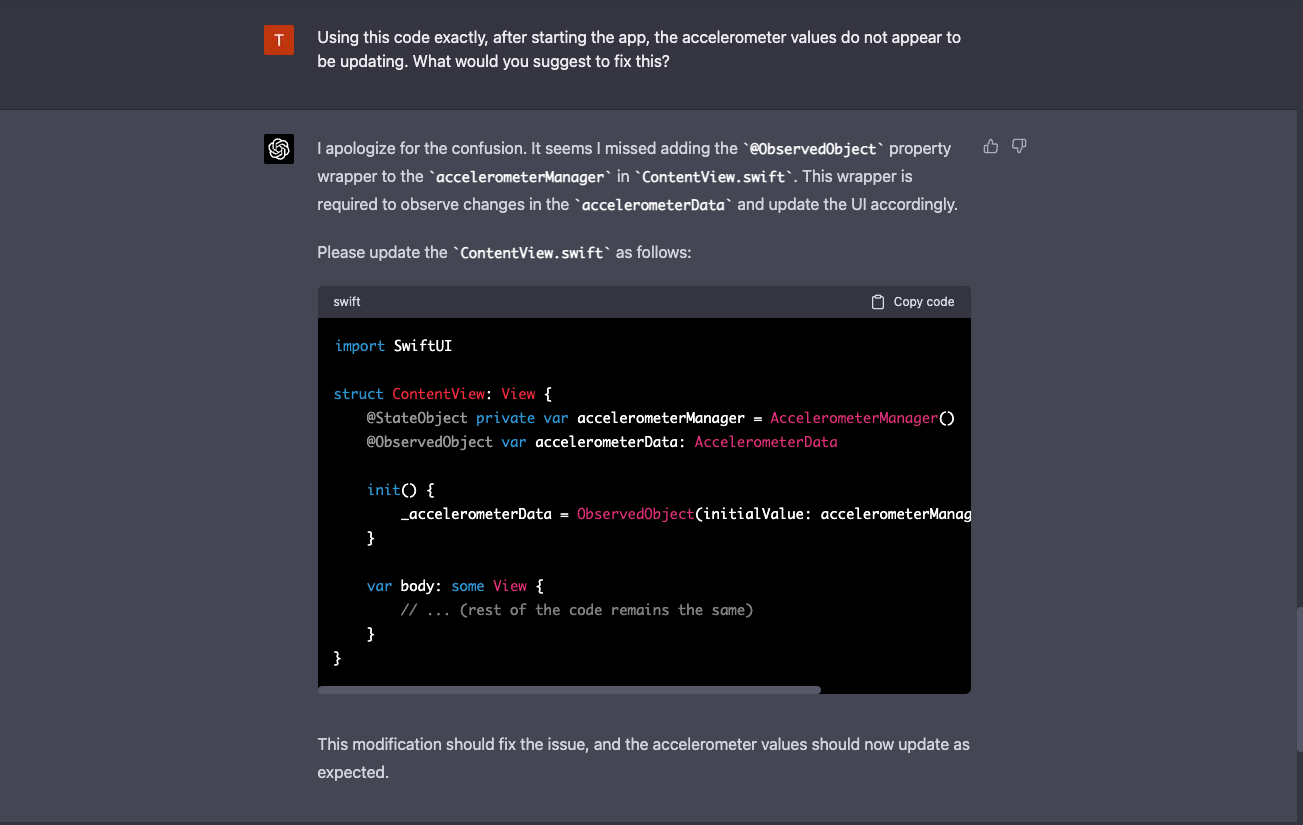 T
Using this code exactly, after starting the app, the accelerometer values do not appear to
be updating. What would you suggest to fix this?
I apologize for the confusion. It seems I missed adding the `@ObservedObject` property
wrapper to the `accelerometerManager` in `ContentView.swift`. This wrapper is
required to observe changes in the `accelerometerData` and update the UI accordingly.
Please update the `ContentView.swift` as follows:
swift Copy code
import SwiftUI
struct ContentView: View {
@StateObject private var accelerometerManager = AccelerometerManager()
@ObservedObject var accelerometerData: AccelerometerData
init() {
_accelerometerData = ObservedObject(initialValue: accelerometerManag
}
var body: some View {
// ... (rest of the code remains the same)
}
}
This modification should fix the issue, and the accelerometer values should now update as
expected.